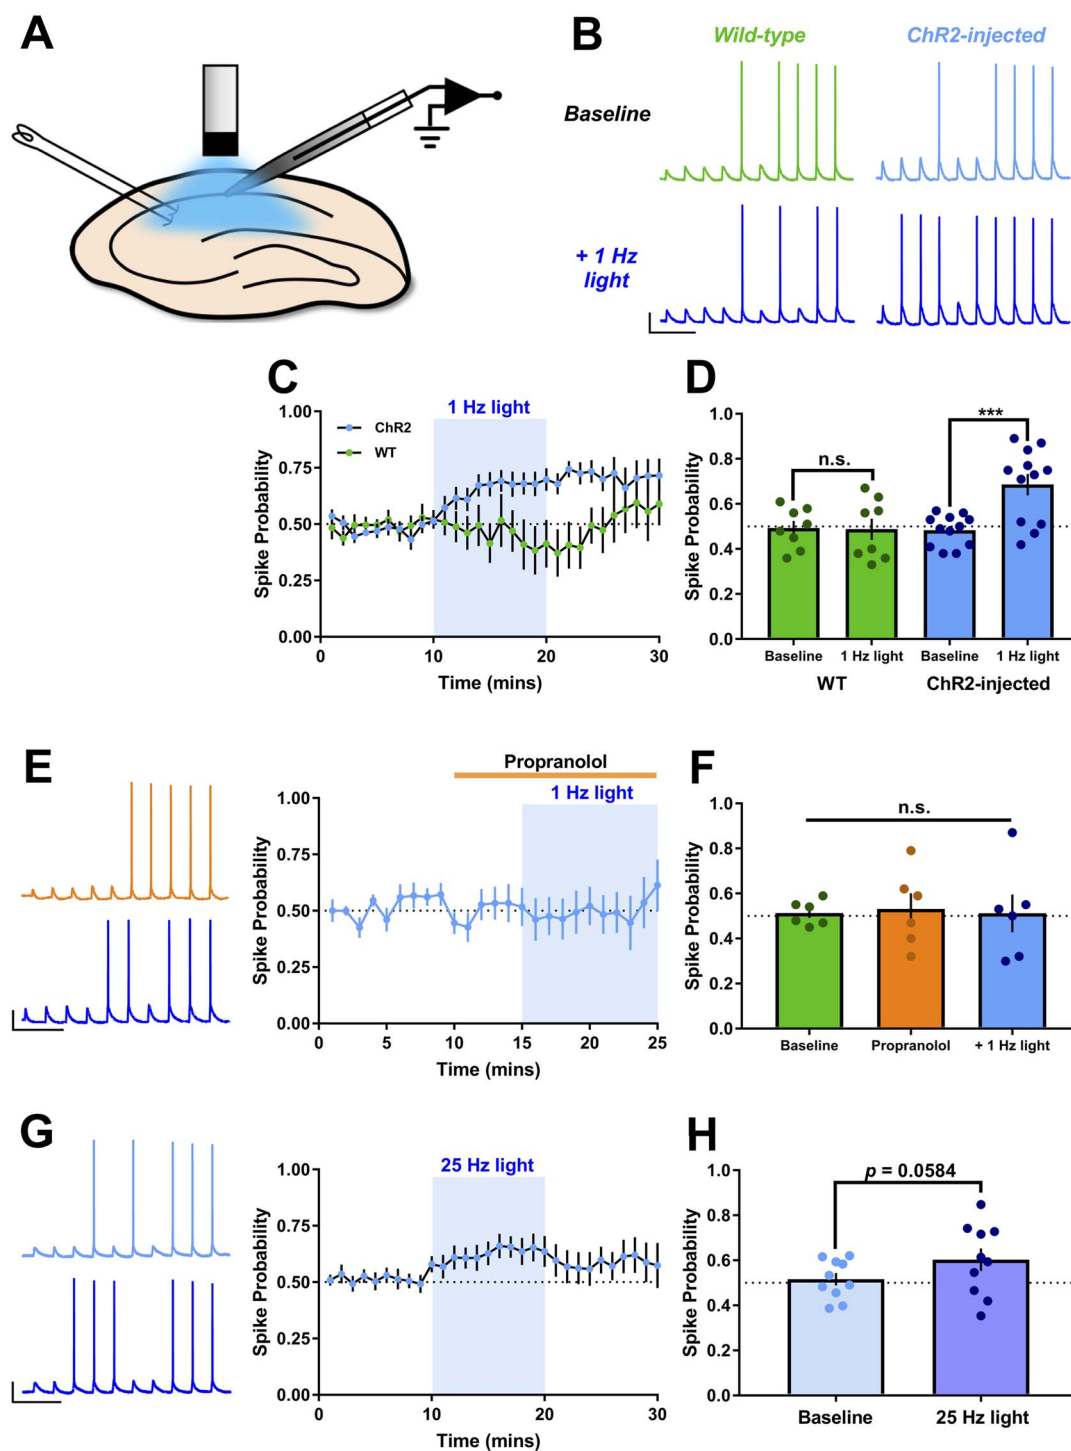 A
B
Wild-type
ChR2-injected
Baseline
+ 1 Hz
light
C
1 Hz light
ChR2
WT
1.00
0.75
0.50
0.25
0.00
Spike Probability
0
10
20
30
Time (mins)
D
n.s.
***
1.0
0.8
0.6
0.4
0.2
0.0
Spike Probability
Baseline
1 Hz light
Baseline
1 Hz light
WT
ChR2-injected
E
Propranolol
1 Hz light
1.00
0.75
0.50
0.25
0.00
Spike Probability
0
5
10
15
20
25
Time (mins)
F
n.s.
1.0
0.8
0.6
0.4
0.2
0.0
Spike Probability
Baseline
Propranolol
+ 1 Hz light
G
25 Hz light
1.00
0.75
0.50
0.25
0.00
Spike Probability
0
10
20
30
Time (mins)
H
p = 0.0584
1.0
0.8
0.6
0.4
0.2
0.0
Spike Probability
Baseline
25 Hz light